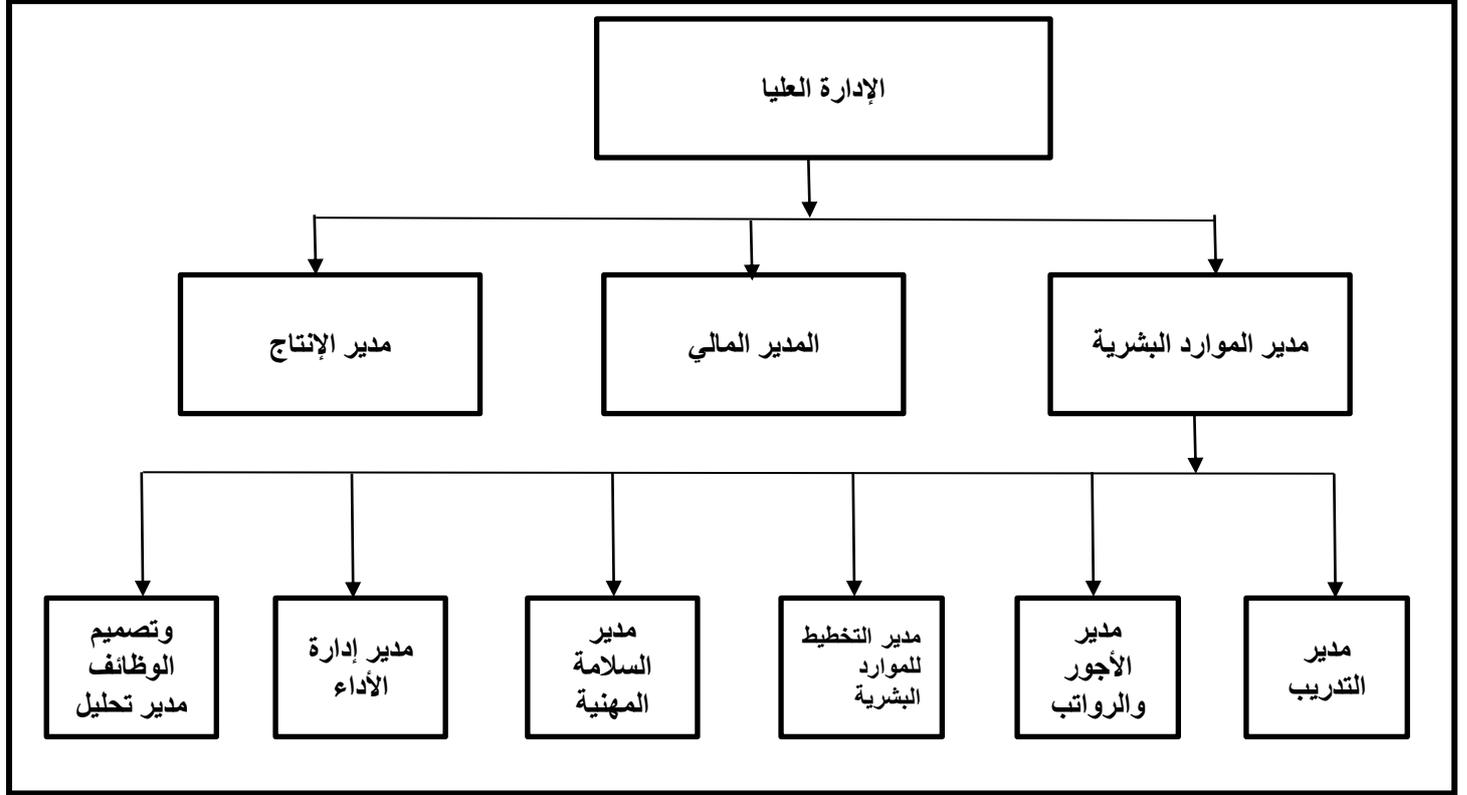 الإدارة العليا
مدير الموارد البشرية
المدير المالي
مدير الإنتاج
مدير
التدريب
مدير
الأجور
والرواتب
مدير التخطيط
للموارد
البشرية
مدير
السلامة
المهنية
مدير إدارة
الأداء
وتصميم
الوظائف
مدير تحليل